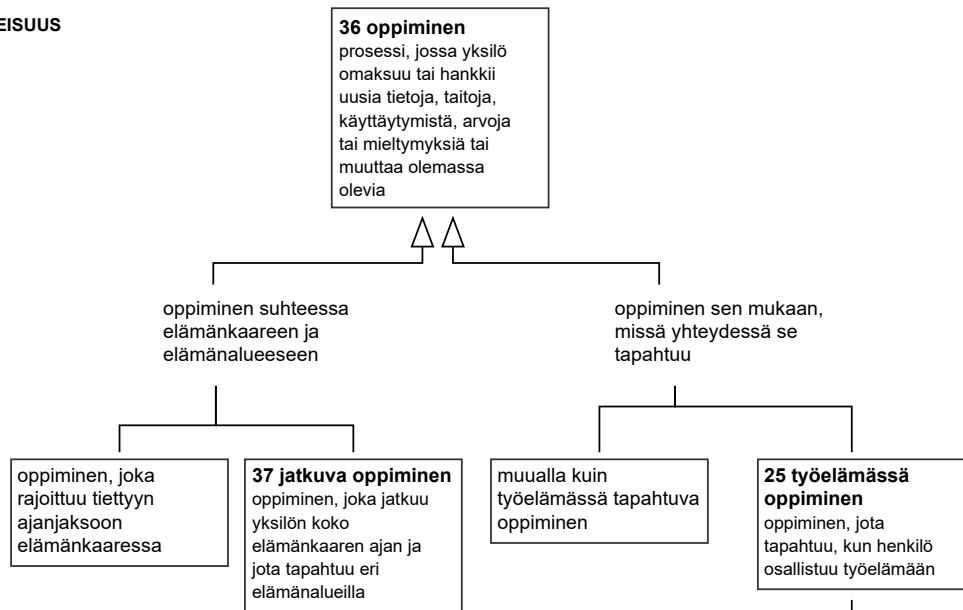 EISUUS
36 oppiminen
prosessi, jossa yksilö
omaksuu tai hankkii
uusia tietoja, taitoja,
käyttäytymistä, arvoja
tai mieltymyksiä tai
muuttaa olemassa
olevia
oppiminen suhteessa
elämänkaareen ja
elämänalueeseen
oppiminen sen mukaan,
missä yhteydessä se
tapahtuu
oppiminen, joka
rajoittuu tiettyyn
ajanjaksoon
elämänkaaressa
37 jatkuva oppiminen
oppiminen, joka jatkuu
yksilön koko
elämänkaaren ajan ja
jota tapahtuu eri
elämänalueilla
muualla kuin
työelämässä tapahtuva
oppiminen
25 työelämässä
oppiminen
oppiminen, jota
tapahtuu, kun henkilö
osallistuu työelämään